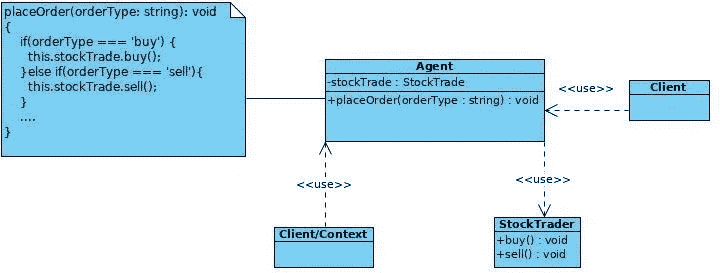 placeOrder(orderType: string): void
{
if(orderType === 'buy') {
this.stockTrade.buy();
}else if(orderType === 'sell'){
this.stockTrade.sell();
}
....
}
Agent
-stockTrade : StockTrade
+placeOrder(orderType : string) : void
<<use>>
Client
<<use>>
<<use>>
Client/Context
StockTrader
+buy() : void
+sell() : void